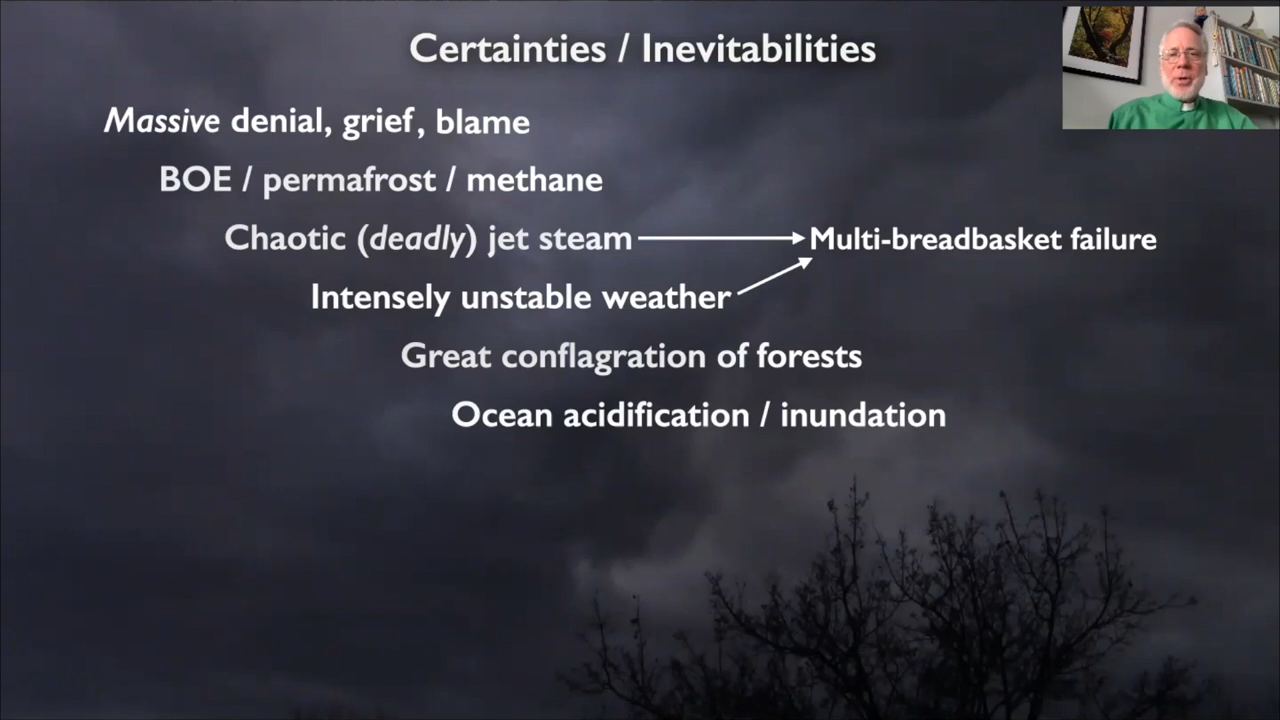 Certainties / Inevitabilities
Massive denial, grief, blame
BOE / permafrost / methane
Chaotic (deadly) jet steam
Multi-breadbasket failure
Intensely unstable weather
Great conflagration of forests
Ocean acidification / inundation